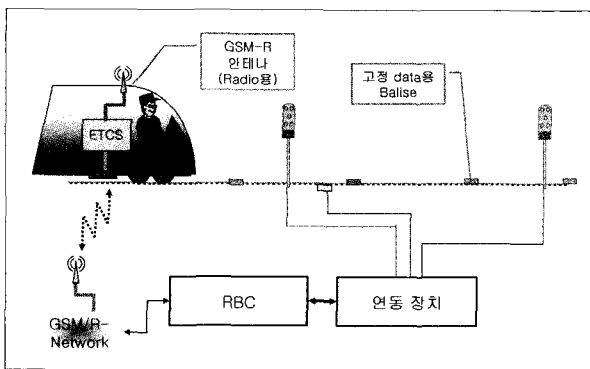 GSM-R
안테나
(Radio용)
고정 data용
Balise
ETCS
GSM/R-
Network
RBC
연동 장치